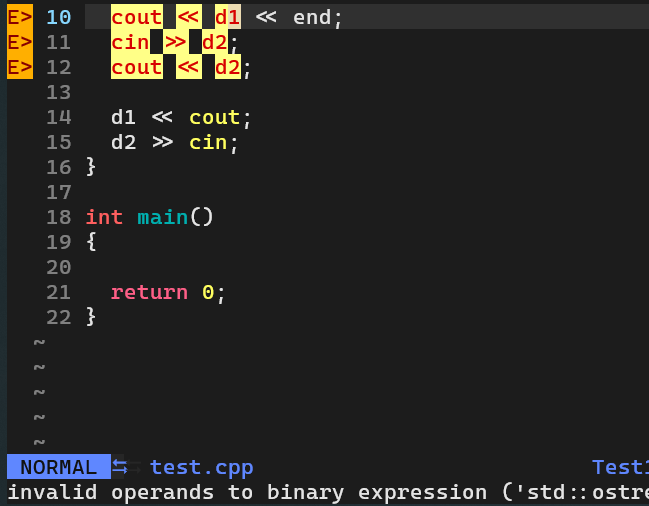 E> 10 cout << d1 << end;
E> 11 cin >> d2;
E> 12 cout << d2;
13
14 d1 << cout;
15 d2 >> cin;
16 }
17
18 int main()
19 {
20
21 return 0;
22 }
~
~
~
~
~
NORMAL test.cpp Test1
invalid operands to binary expression ('std::ostre